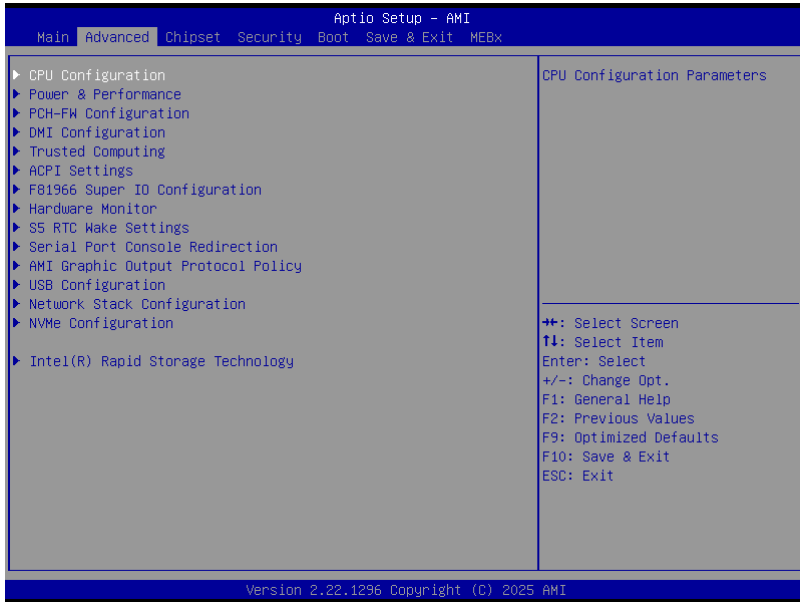 Aptio Setup – AMI
Main Advanced Chipset Security Boot Save & Exit MEBx
▶ CPU Configuration
▶ Power & Performance
▶ PCH-FW Configuration
▶ DMI Configuration
▶ Trusted Computing
▶ ACPI Settings
▶ F81966 Super IO Configuration
▶ Hardware Monitor
▶ S5 RTC Wake Settings
▶ Serial Port Console Redirection
▶ AMI Graphic Output Protocol Policy
▶ USB Configuration
▶ Network Stack Configuration
▶ NVMe Configuration
▶ Intel(R) Rapid Storage Technology
CPU Configuration Parameters
→←: Select Screen
↑↓: Select Item
Enter: Select
+/-: Change Opt.
F1: General Help
F2: Previous Values
F9: Optimized Defaults
F10: Save & Exit
ESC: Exit
Version 2.22.1296 Copyright (C) 2025 AMI